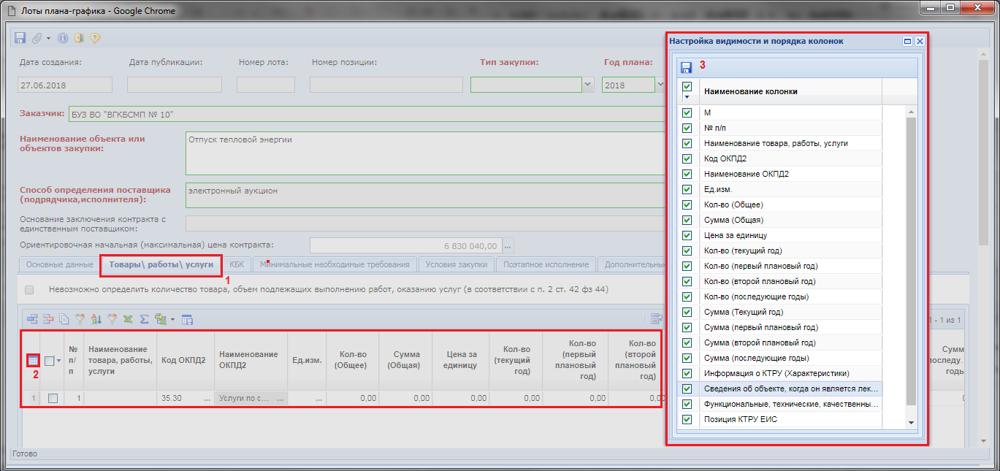 Лоты плана-графика - Google Chrome
Дата создания: Дата публикации: Номер лота: Номер позиции: Тип закупки: Год плана:
27.06.2018 2018
Заказчик: БУЗ ВО "ВГКБСМП № 10"
Наименование объекта или
объектов закупки:
Отпуск тепловой энергии
Способ определения поставщика
(подрядчика,исполнителя):
электронный аукцион
Основание заключения контракта с
единственным поставщиком:
Ориентировочная начальная (максимальная) цена контракта: 6 830 040,00 ...
Основные данные Товары\ работы\ услуги КБК Минимальные необходимые требования Условия закупки Поэтапное исполнение Дополнительные
1
Невозможно определить количество товара, объем подлежащих выполнению работ, оказанию услуг (в соответствии с п. 2 ст. 42 фз 44)
1 - 1 из 1
2
№
п/
п
Наименование
товара, работы,
услуги
Код ОКПД2
Наименование
ОКПД2
Ед.изм.
Кол-во
(Общее)
Сумма
(Общая)
Цена за
единицу
Кол-во
(текущий
год)
Кол-во
(первый
плановый
год)
Кол-во
(второй
плановый
год)
Сумм
последу...
годы
1 1 35.30 ... Услуги по с... ... ... 0,00 0,00 0,00 0,00 0,00 0,00
Готово
Настройка видимости и порядка колонок
3
Наименование колонки
М
№ п/п
Наименование товара, работы, услуги
Код ОКПД2
Наименование ОКПД2
Ед.изм.
Кол-во (Общее)
Сумма (Общая)
Цена за единицу
Кол-во (текущий год)
Кол-во (первый плановый год)
Кол-во (второй плановый год)
Кол-во (последующие годы)
Сумма (Текущий год)
Сумма (первый плановый год)
Сумма (второй плановый год)
Сумма (последующие годы)
Информация о КТРУ (Характеристики)
Сведения об объекте, когда он является лек...
Функциональные, технические, качественны...
Позиция КТРУ ЕИС